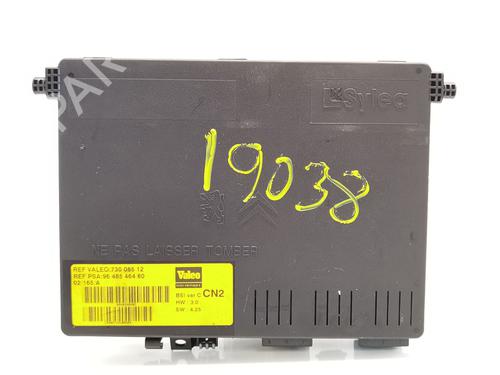 Sylea
19038
NE PAS LAISSER TOMBER
REF VALEO:730 085 12
REF PSA:96 485 464 80
02 165/A
Valeo
BSI ver C CN2
HW : 3.0
SW : 4.25